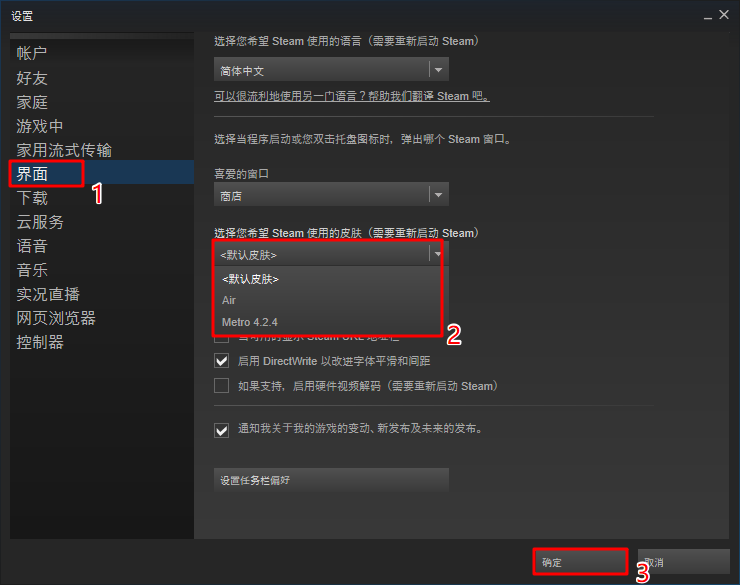 设置
帐户
好友
家庭
游戏中
家用流式传输
界面
1
下载
云服务
语音
音乐
实况直播
网页浏览器
控制器
选择您希望 Steam 使用的语言（需要重新启动 Steam）
简体中文
可以很流利地使用另一门语言？帮助我们翻译 Steam 吧。
选择当程序启动或您双击托盘图标时，弹出哪个 Steam 窗口。
喜爱的窗口
商店
选择您希望 Steam 使用的皮肤（需要重新启动 Steam）
<默认皮肤>
<默认皮肤>
Air
Metro 4.2.4
2
启用 DirectWrite 以改进字体平滑和间距
如果支持，启用硬件视频解码（需要重新启动 Steam）
通知我关于我的游戏的变动、新发布及未来的发布。
设置任务栏偏好
确定
3
取消